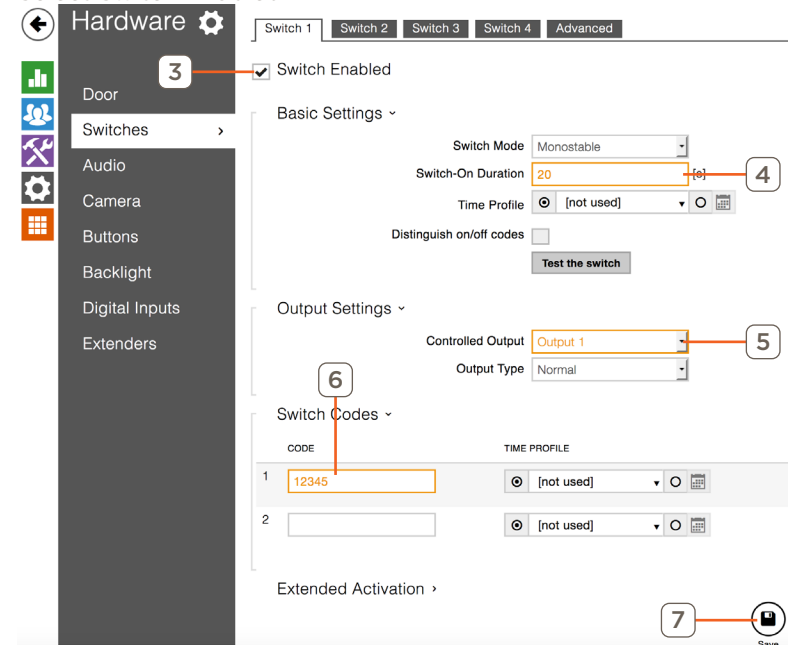 Hardware
Switch 1 Switch 2 Switch 3 Switch 4 Advanced
3
Switch Enabled
Door
Switches ›
Audio
Camera
Buttons
Backlight
Digital Inputs
Extenders
Basic Settings
Switch Mode Monostable
Switch-On Duration 20 [s]
4
Time Profile [not used]
Distinguish on/off codes
Test the switch
Output Settings
Controlled Output Output 1
5
Output Type Normal
6
Switch Codes
CODE TIME PROFILE
1 12345 [not used]
2 [not used]
Extended Activation ›
7
Save